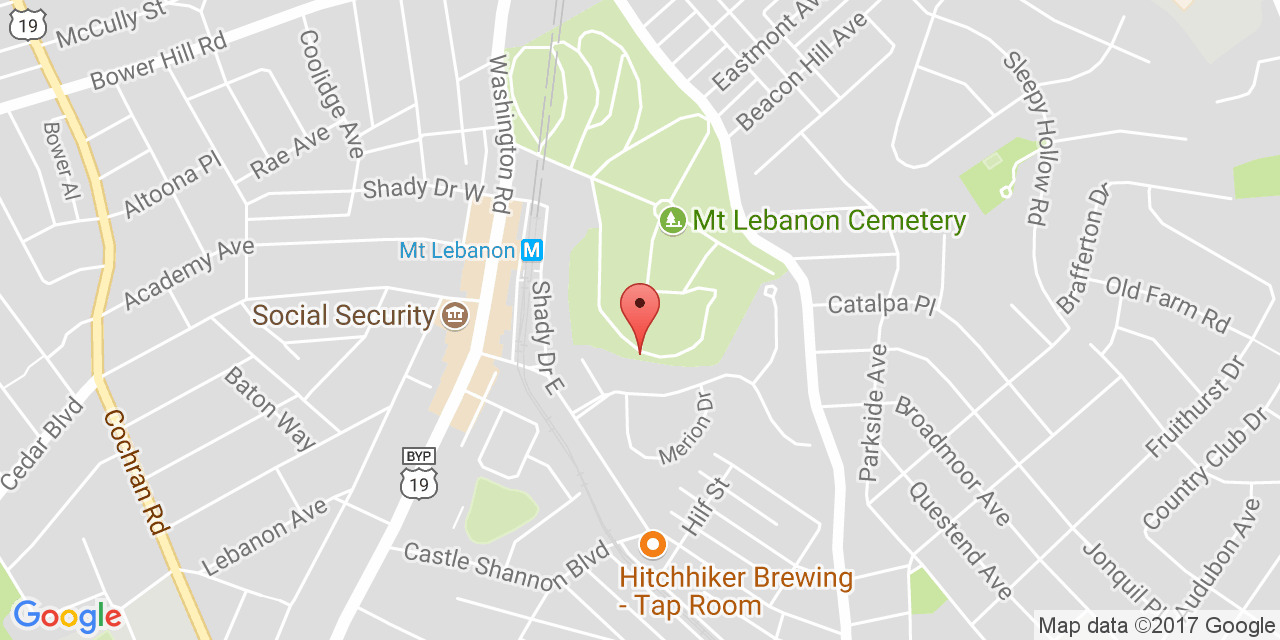 19
McCully St
Bower Hill Rd
Coolidge Ave
Washington Rd
Eastmont Av
Beacon Hill Ave
Sleepy Hollow Rd
Bower Al
Altoona Pl
Rae Ave
Shady Dr W
Mt Lebanon Cemetery
Brafferton Dr
Academy Ave
Mt Lebanon M
Old Farm Rd
Catalpa Pl
Social Security
Shady Dr E
Baton Way
Parkside Ave
Fruithurst Dr
Cedar Blvd
Cochran Rd
Merion Dr
Broadmoor Ave
Country Club Dr
BYP
19
Lebanon Ave
Hilf St
Questend Ave
Castle Shannon Blvd
Jonquil Pl
Audubon Ave
Hitchhiker Brewing
- Tap Room
Google
Map data ©2017 Google